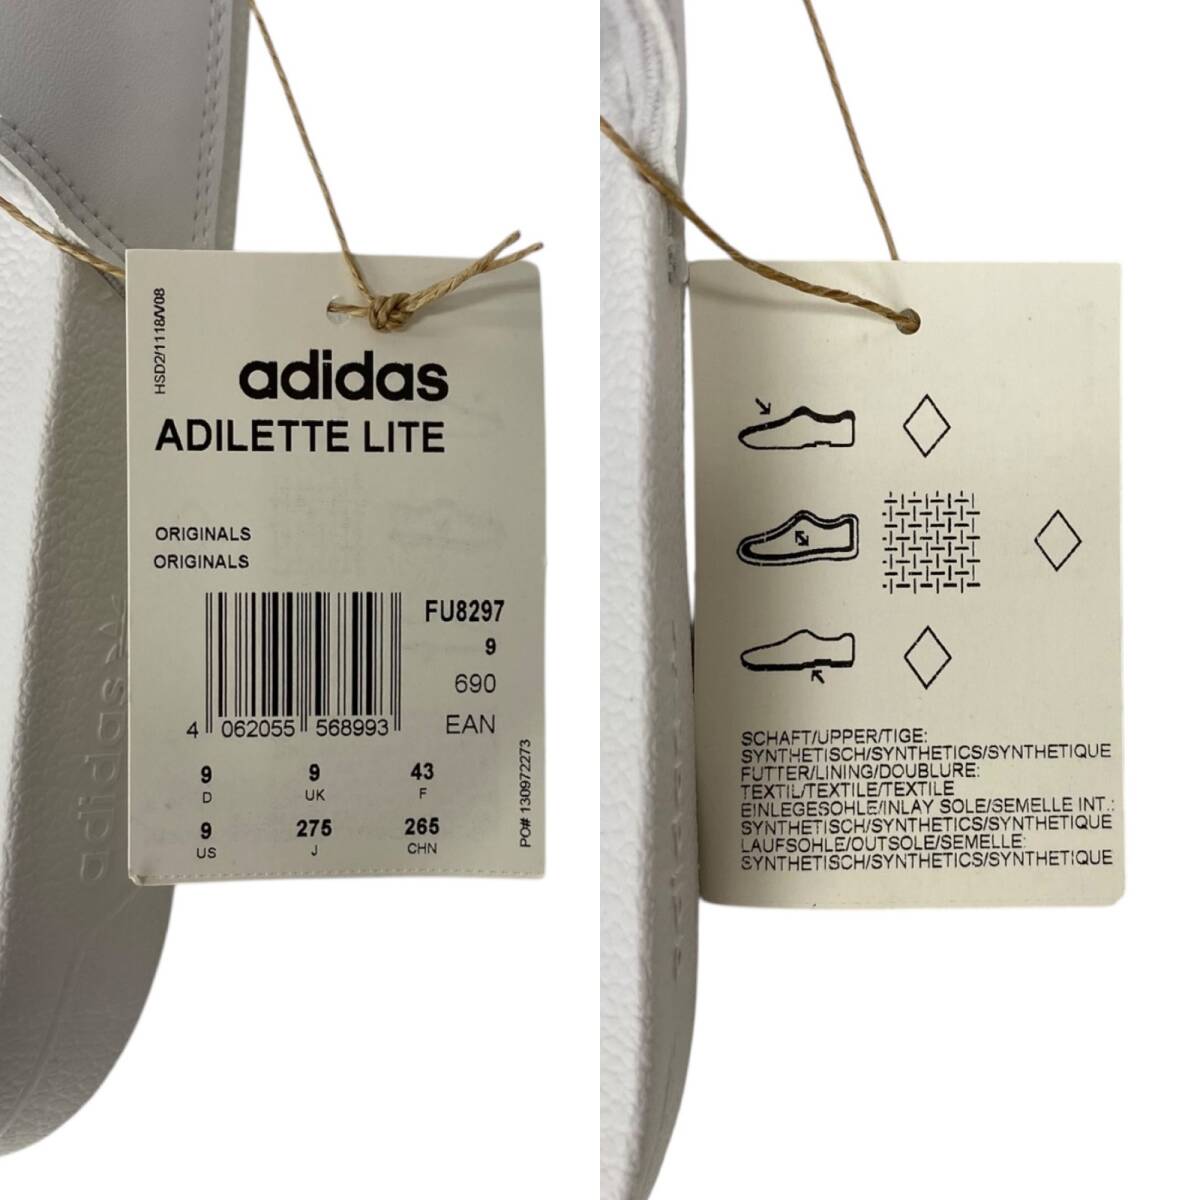 HSD2/1118/V08
adidas
ADILETTE LITE
ORIGINALS
ORIGINALS
FU8297
9
690
4 062055 568993 EAN
9 9 43
D UK F
9 275 265
US J CHN
PO# 130972273
adidas
SCHAFT/UPPER/TIGE:
SYNTHETISCH/SYNTHETICS/SYNTHETIQUE
FUTTER/LINING/DOUBLURE:
TEXTIL/TEXTILE/TEXTILE
EINLEGESOHLE/INLAY SOLE/SEMELLE INT.:
SYNTHETISCH/SYNTHETICS/SYNTHETIQUE
LAUFSOHLE/OUTSOLE/SEMELLE:
SYNTHETISCH/SYNTHETICS/SYNTHETIQUE